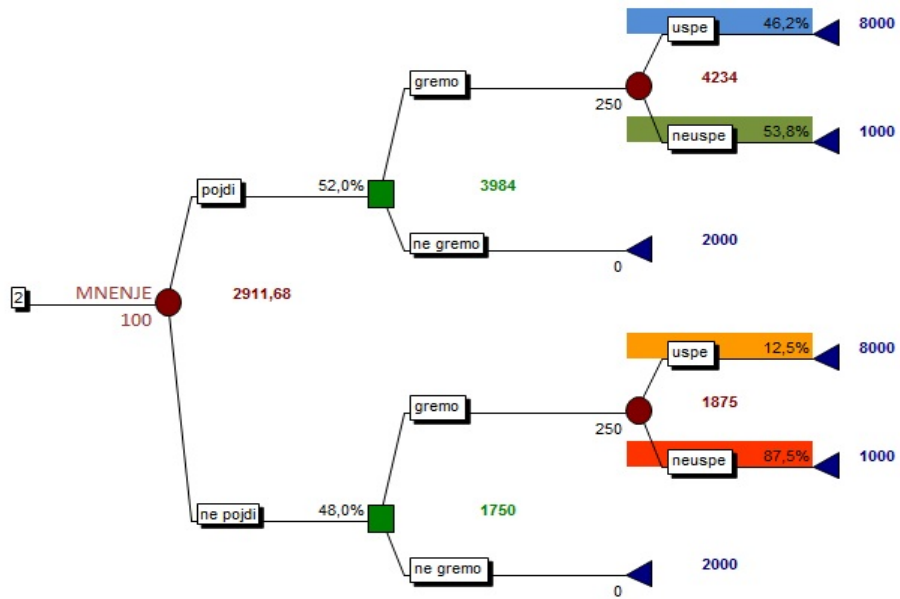 uspe 46,2% 8000
gremo 4234
250
neuspe 53,8% 1000
pojdi 52,0% 3984
ne gremo 2000
0
2 MNENJE 2911,68
100
uspe 12,5% 8000
gremo 1875
250
neuspe 87,5% 1000
ne pojdi 48,0% 1750
ne gremo 2000
0